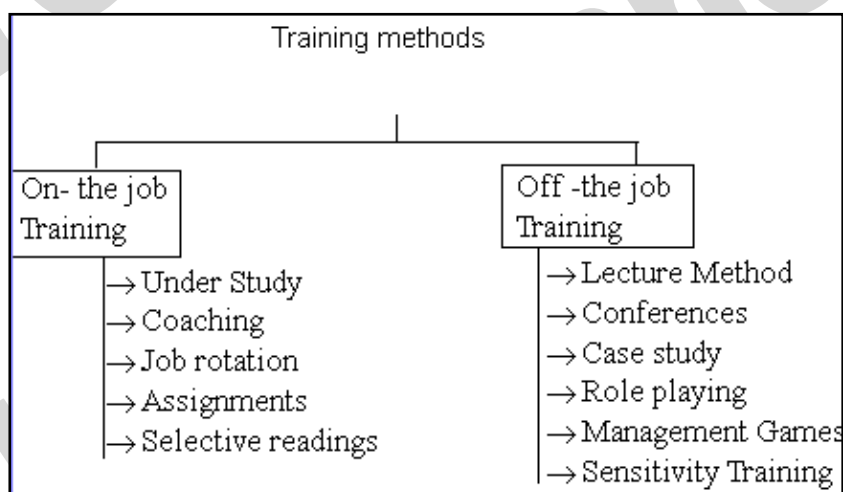 Training methods
On- the job
Training
→Under Study
→Coaching
→Job rotation
→Assignments
→Selective readings
Off -the job
Training
→Lecture Method
→Conferences
→Case study
→Role playing
→Management Games
→Sensitivity Training